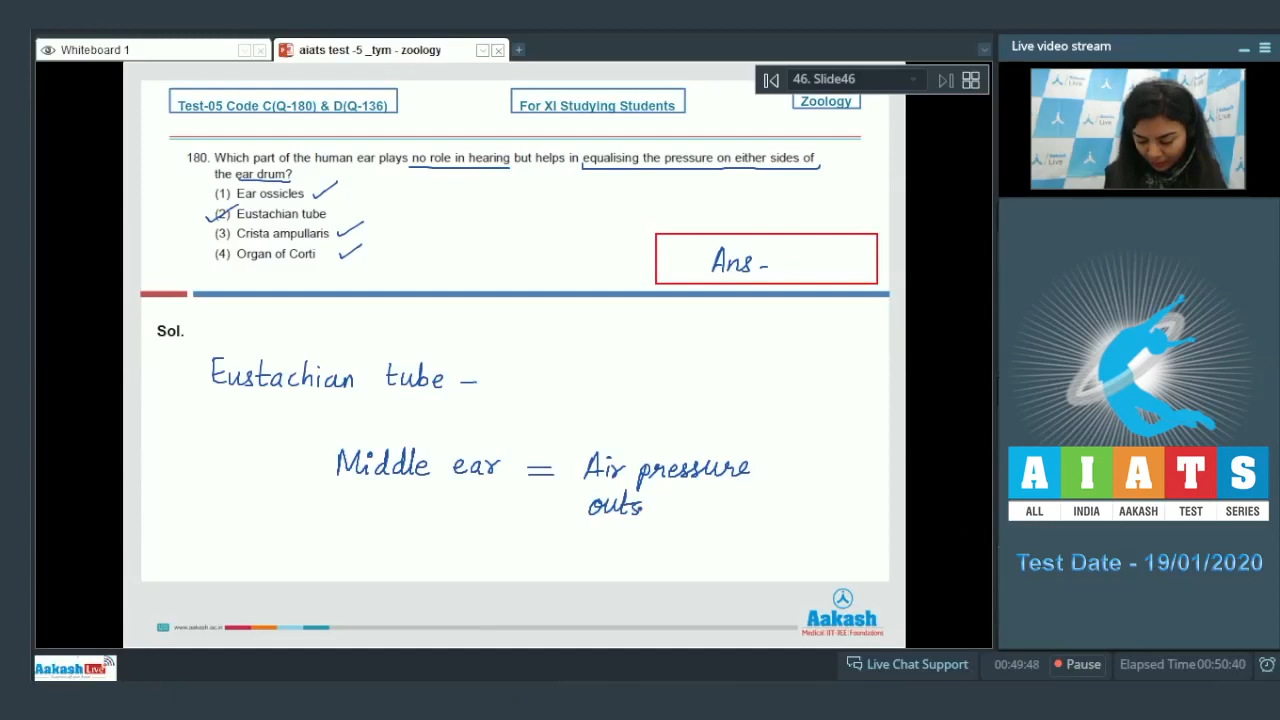 Whiteboard 1
aiats test -5 _tym - zoology
Live video stream
46. Slide46
Test-05 Code C(Q-180) & D(Q-136)
For XI Studying Students
Zoology
180. Which part of the human ear plays no role in hearing but helps in equalising the pressure on either sides of
the ear drum?
(1) Ear ossicles
(2) Eustachian tube
(3) Crista ampullaris
(4) Organ of Corti
Ans -
Sol.
Eustachian tube -
Middle ear = Air pressure
outs
www.aakash.ac.in
Aakash
Medical|IIT-JEE|Foundations
Aakash Live
A I A T S
ALL INDIA AAKASH TEST SERIES
Test Date - 19/01/2020
Live Chat Support
00:49:48
Pause
Elapsed Time 00:50:40